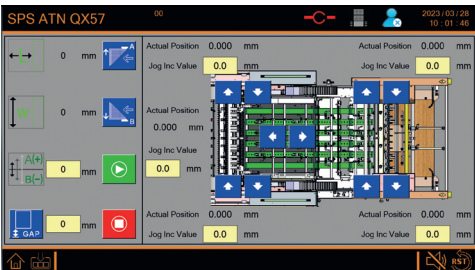 SPS ATN QX57
00
2023/03/28
10:01:46
0 mm
A
W
0 mm
B
A(+)
B(-)
0 mm
GAP
0 mm
Actual Position 0.000 mm
Jog Inc Value 0.0 mm
Actual Position
0.000 mm
Jog Inc Value
0.0 mm
Actual Position 0.000 mm
Jog Inc Value 0.0 mm
Actual Position 0.000 mm
Jog Inc Value 0.0 mm
Actual Position 0.000 mm
Jog Inc Value 0.0 mm
RST